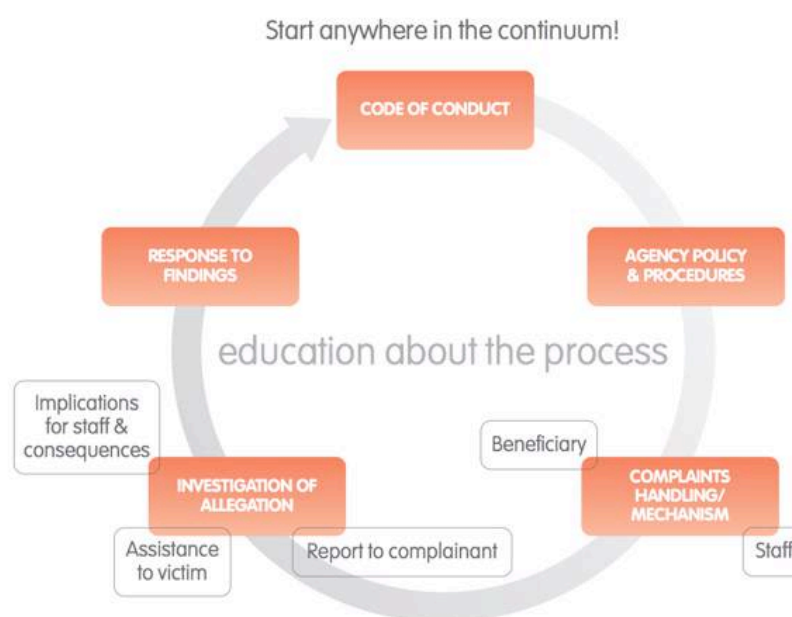 Start anywhere in the continuum!
CODE OF CONDUCT
RESPONSE TO
FINDINGS
AGENCY POLICY
& PROCEDURES
education about the process
Implications
for staff &
consequences
Beneficiary
INVESTIGATION OF
ALLEGATION
COMPLAINTS
HANDLING/
MECHANISM
Assistance
to victim
Report to complainant
Staff